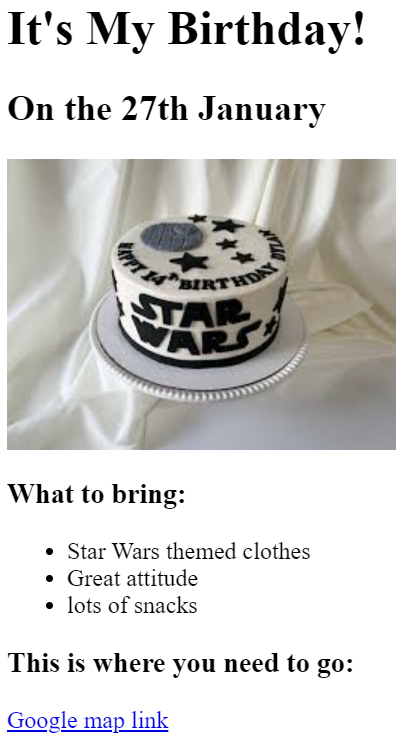 It's My Birthday!
On the 27th January
HAPPY 14th BIRTHDAY DYLAN
STAR
WARS
What to bring:
Star Wars themed clothes
Great attitude
lots of snacks
This is where you need to go:
Google map link